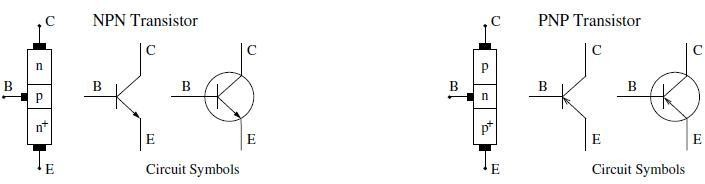 C NPN Transistor PNP Transistor
n C C
B p B B
n+ E E
E Circuit Symbols
C
p C C
B n B B
p+ E E
E Circuit Symbols